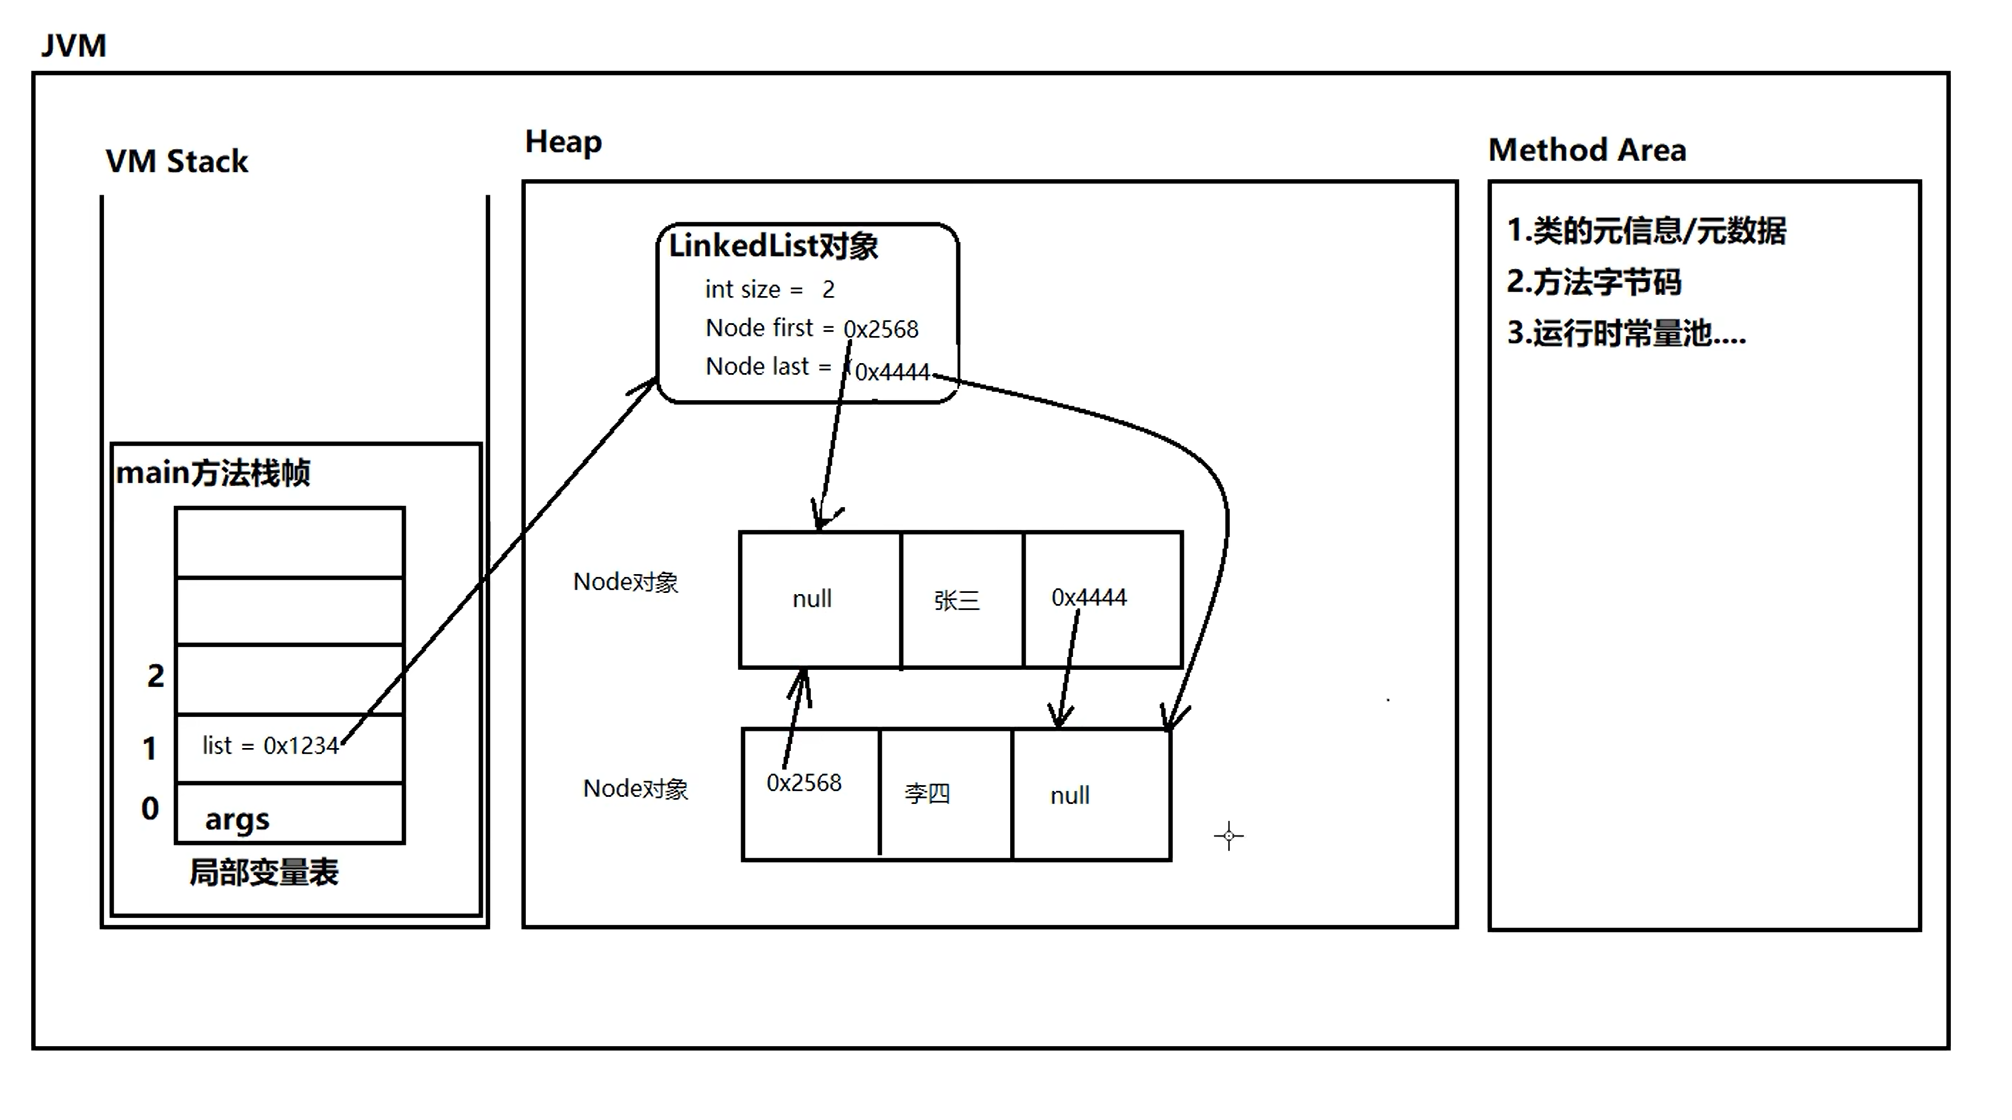 JVM
VM Stack
main方法栈帧
2
1
list = 0x1234
0
args
局部变量表
Heap
LinkedList对象
int size = 2
Node first = 0x2568
Node last = 0x4444
Node对象
null
张三
0x4444
Node对象
0x2568
李四
null
Method Area
1.类的元信息/元数据
2.方法字节码
3.运行时常量池....